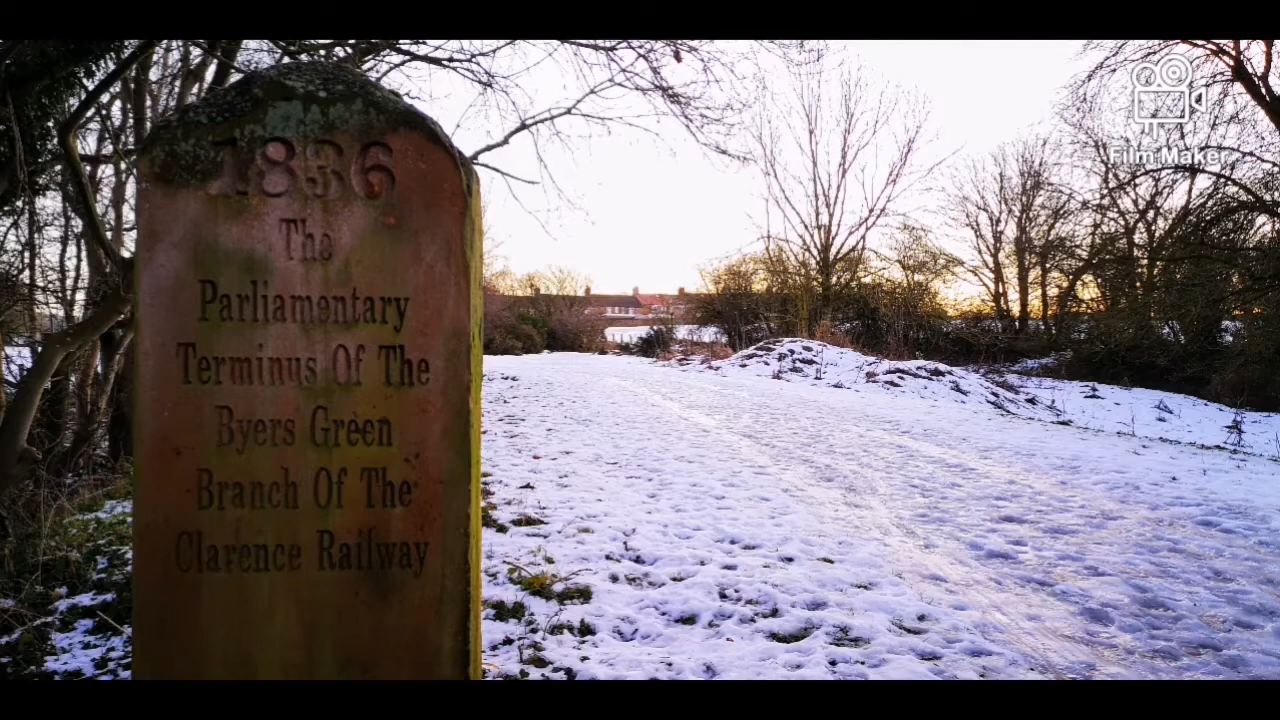 1836
The
Parliamentary
Terminus Of The
Byers Green
Branch Of The
Clarence Railway
Film Maker